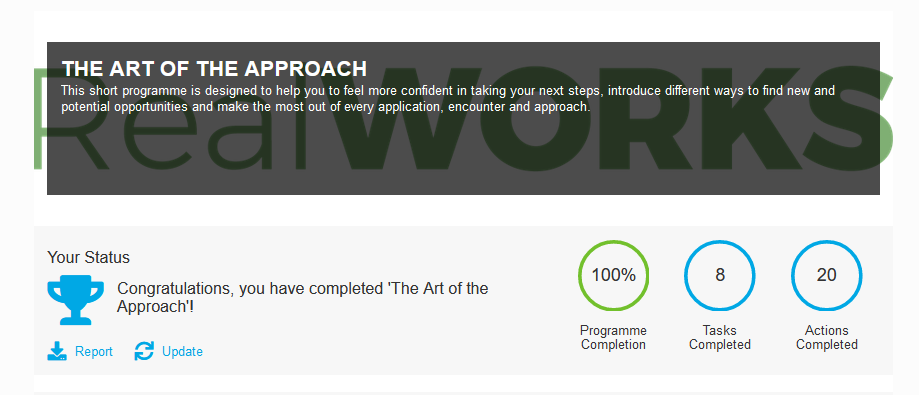 RealWORKS
THE ART OF THE APPROACH
This short programme is designed to help you to feel more confident in taking your next steps, introduce different ways to find new and
potential opportunities and make the most out of every application, encounter and approach.
Your Status
Congratulations, you have completed 'The Art of the
Approach'!
Report Update
100%
Programme
Completion
8
Tasks
Completed
20
Actions
Completed